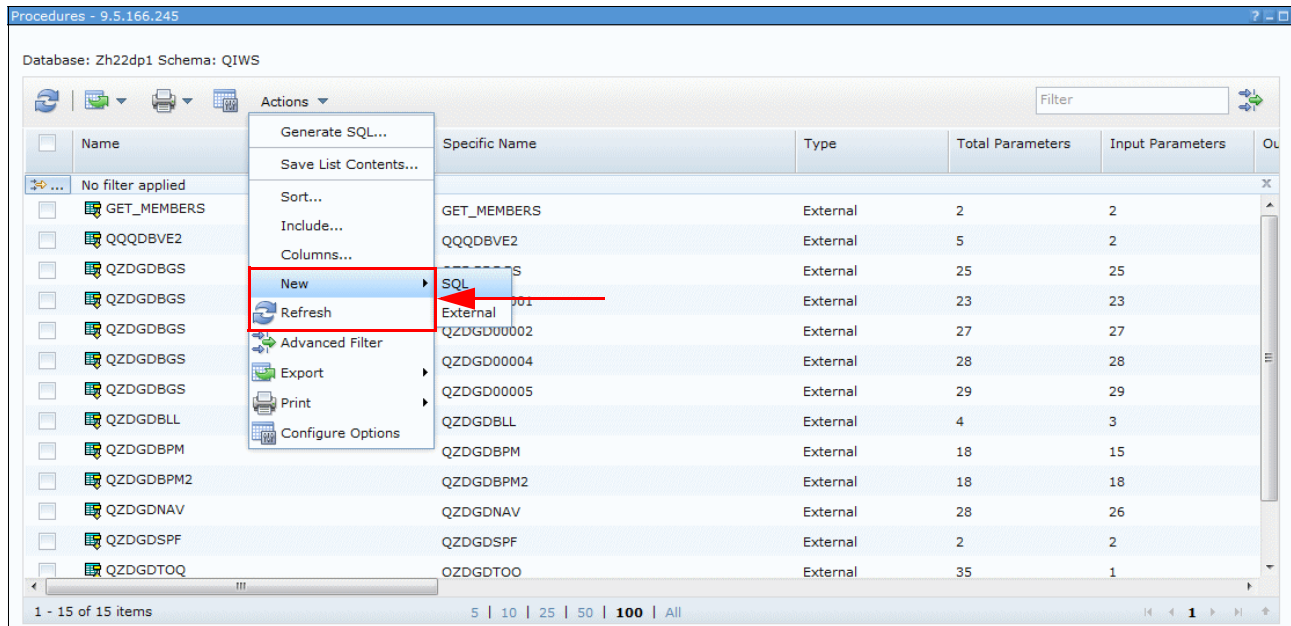 Procedures - 9.5.166.245
Database: Zh22dp1 Schema: QIWS
Actions
Filter
Name Specific Name Type Total Parameters Input Parameters Ou
... No filter applied
GET_MEMBERS GET_MEMBERS External 2 2
QQQDBVE2 QQQDBVE2 External 5 2
QZDGDBGS S External 25 25
QZDGDBGS 001 External 23 23
QZDGDBGS QZDGD00002 External 27 27
QZDGDBGS QZDGD00004 External 28 28
QZDGDBGS QZDGD00005 External 29 29
QZDGDBLL QZDGDBLL External 4 3
QZDGDBPM QZDGDBPM External 18 15
QZDGDBPM2 QZDGDBPM2 External 18 18
QZDGDNAV QZDGDNAV External 28 26
QZDGDSPF QZDGDSPF External 2 2
QZDGDTOQ External 35 1
Generate SQL...
Save List Contents...
Sort...
Include...
Columns...
New
Refresh
Advanced Filter
Export
Print
Configure Options
SQL
External
1 - 15 of 15 items 5 | 10 | 25 | 50 | 100 | All 1